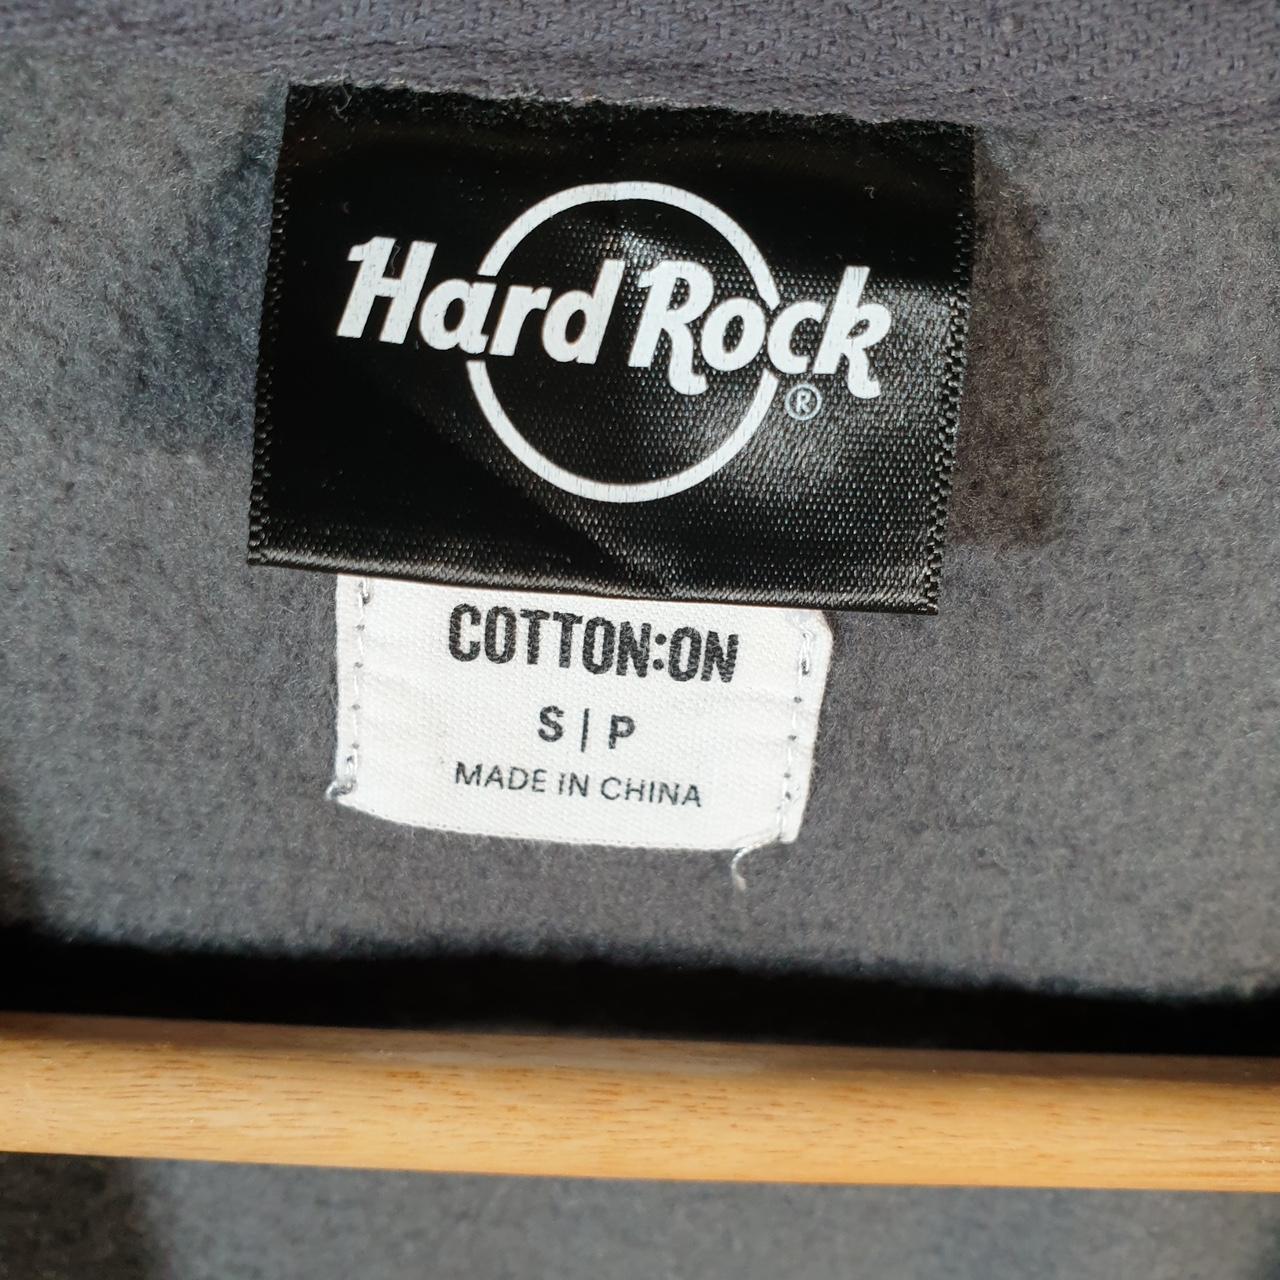 Hard Rock
®
COTTON:ON
S | P
MADE IN CHINA